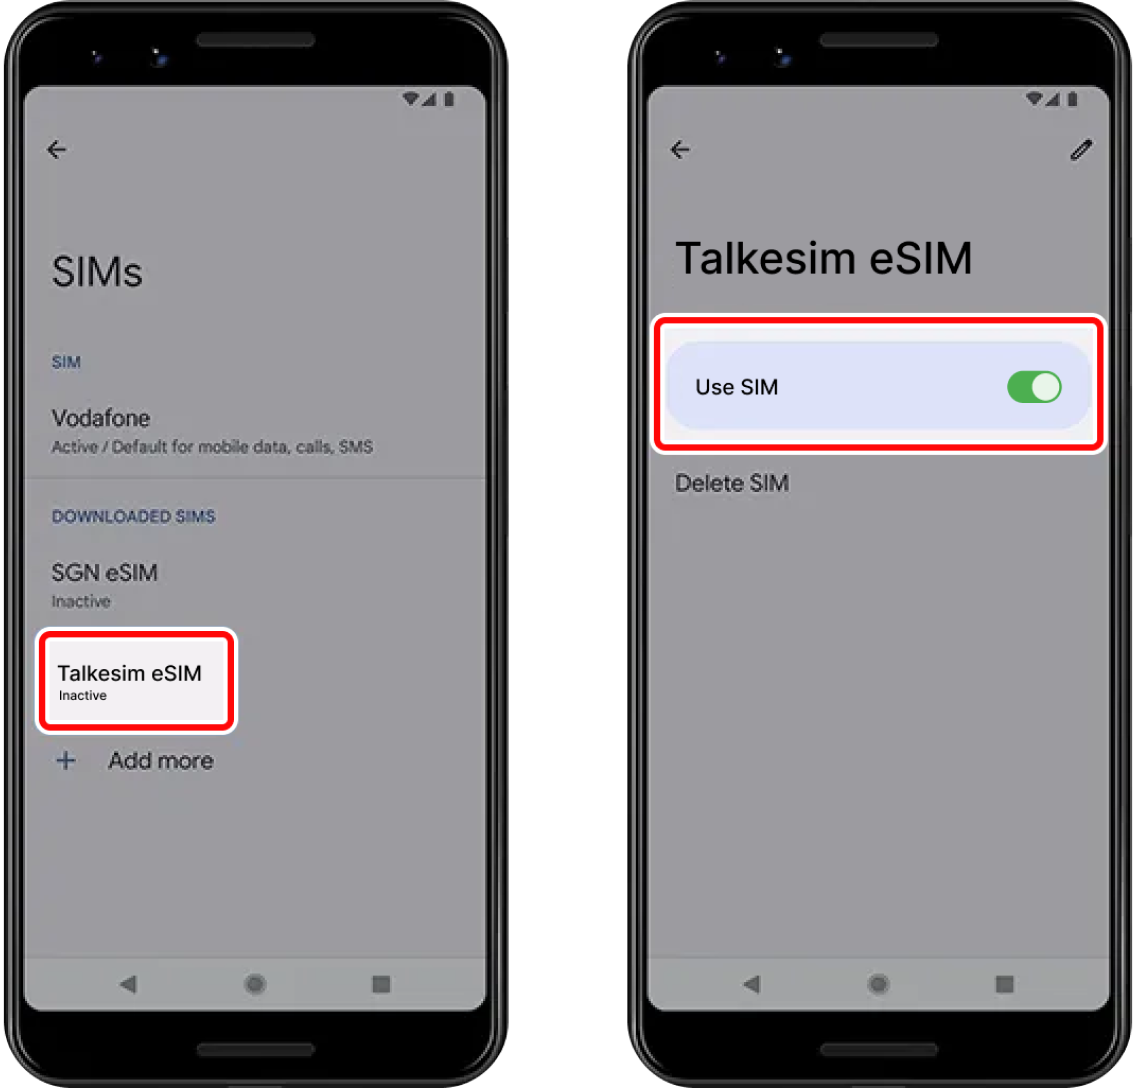 SIMs
SIM
Vodafone
Active / Default for mobile data, calls, SMS
DOWNLOADED SIMS
SGN eSIM
Inactive
Talkesim eSIM
Inactive
+ Add more
Talkesim eSIM
Use SIM
Delete SIM